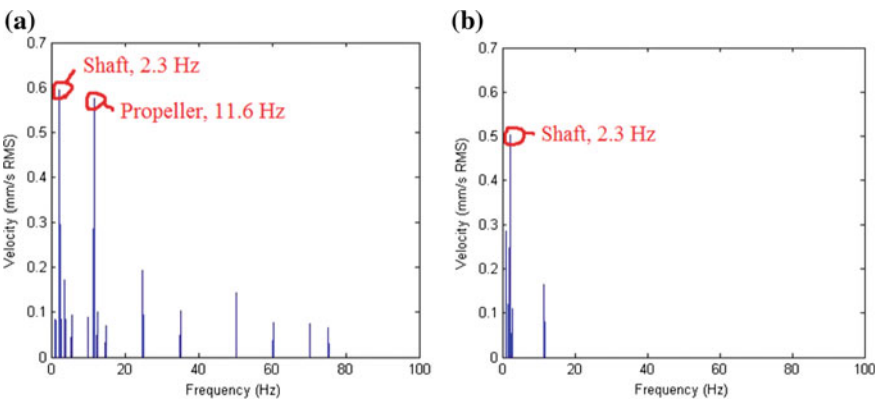 (a)
0.7
0.6
0.5
0.4
0.3
0.2
0.1
0
Velocity (mm/s RMS)
Shaft, 2.3 Hz
Propeller, 11.6 Hz
0 20 40 60 80 100
Frequency (Hz)
(b)
0.7
0.6
0.5
0.4
0.3
0.2
0.1
0
Velocity (mm/s RMS)
Shaft, 2.3 Hz
0 20 40 60 80 100
Frequency (Hz)